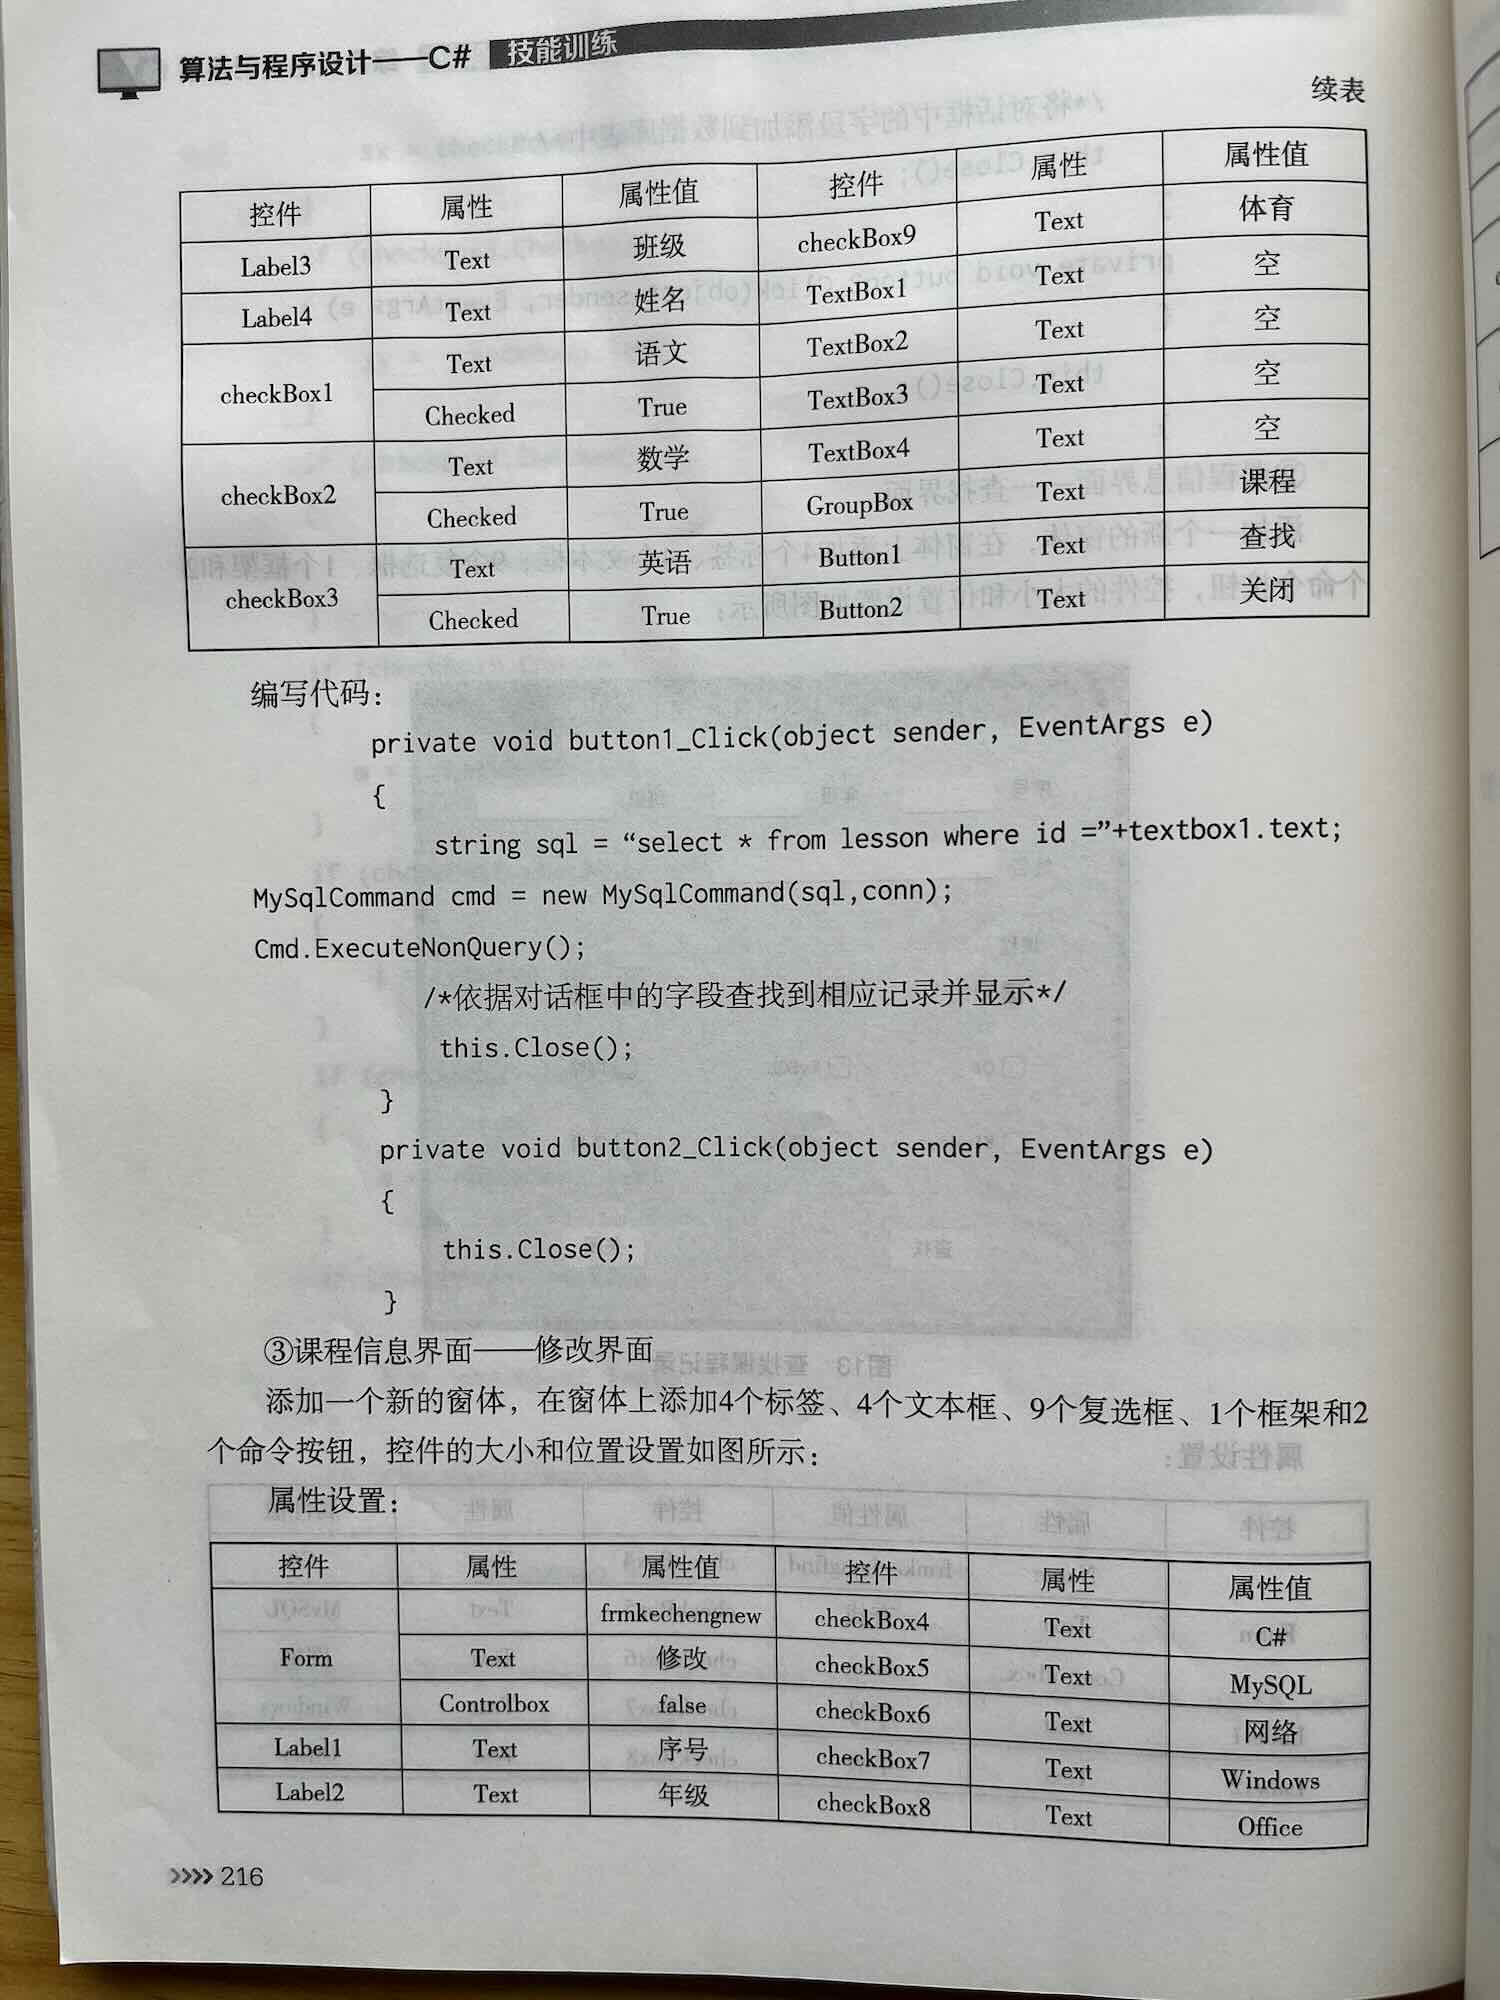 算法与程序设计——C# 技能训练
续表
控件 属性 属性值 控件 属性 属性值
Label3 Text 班级 checkBox9 Text 体育
Label4 Text 姓名 TextBox1 Text 空
checkBox1 Text 语文 TextBox2 Text 空
Checked True TextBox3 Text 空
checkBox2 Text 数学 TextBox4 Text 空
Checked True GroupBox Text 课程
checkBox3 Text 英语 Button1 Text 查找
Checked True Button2 Text 关闭
编写代码：
private void button1_Click(object sender, EventArgs e)
{
string sql = “select * from lesson where id =”+textbox1.text;
MySqlCommand cmd = new MySqlCommand(sql,conn);
Cmd.ExecuteNonQuery();
/*依据对话框中的字段查找到相应记录并显示*/
this.Close();
}
private void button2_Click(object sender, EventArgs e)
{
this.Close();
}
③课程信息界面——修改界面
添加一个新的窗体，在窗体上添加4个标签、4个文本框、9个复选框、1个框架和2
个命令按钮，控件的大小和位置设置如图所示：
属性设置：
控件 属性 属性值 控件 属性 属性值
Form frmkechengnew checkBox4 Text C#
Text 修改 checkBox5 Text MySQL
Controlbox false checkBox6 Text 网络
Label1 Text 序号 checkBox7 Text Windows
Label2 Text 年级 checkBox8 Text Office
›››› 216